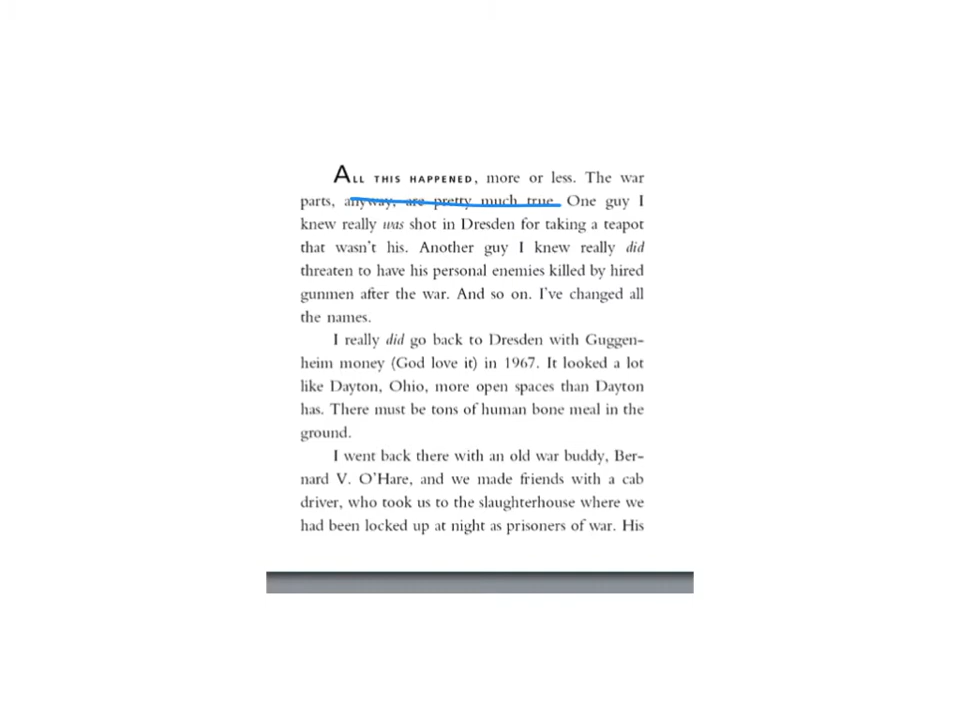 ALL THIS HAPPENED, more or less. The war
parts, anyway, are pretty much true. One guy I
knew really was shot in Dresden for taking a teapot
that wasn't his. Another guy I knew really did
threaten to have his personal enemies killed by hired
gunmen after the war. And so on. I've changed all
the names.
I really did go back to Dresden with Guggen-
heim money (God love it) in 1967. It looked a lot
like Dayton, Ohio, more open spaces than Dayton
has. There must be tons of human bone meal in the
ground.
I went back there with an old war buddy, Ber-
nard V. O'Hare, and we made friends with a cab
driver, who took us to the slaughterhouse where we
had been locked up at night as prisoners of war. His